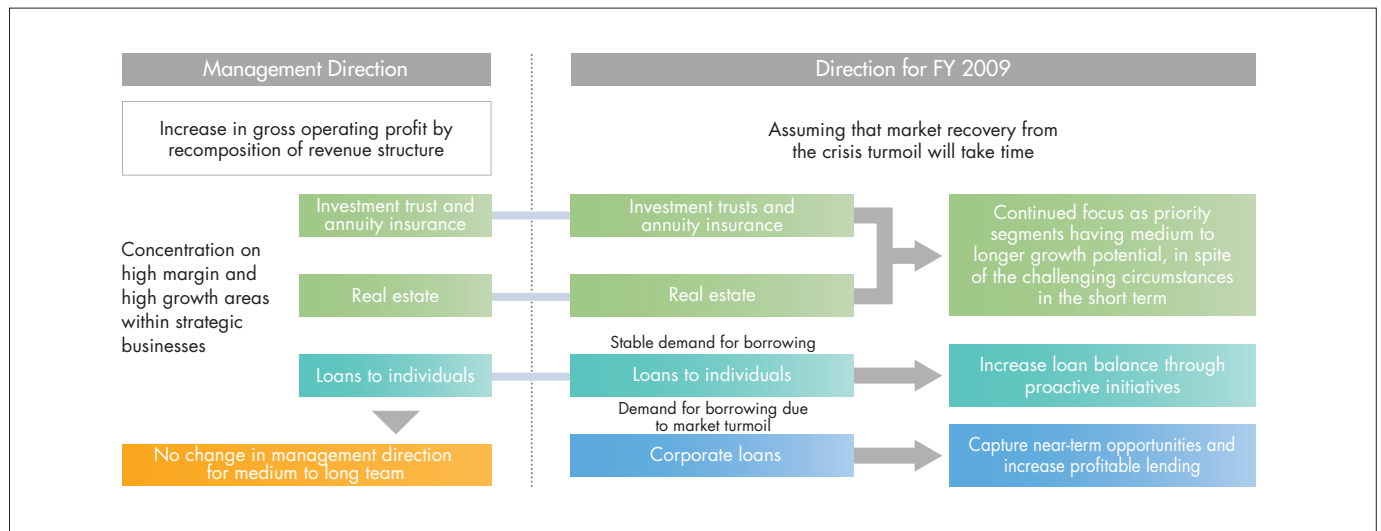 Management Direction
Increase in gross operating profit by
recomposition of revenue structure
Concentration on
high margin and
high growth areas
within strategic
businesses
Investment trust and
annuity insurance
Real estate
Loans to individuals
No change in management direction
for medium to long team
Direction for FY 2009
Assuming that market recovery from
the crisis turmoil will take time
Investment trusts and
annuity insurance
Real estate
Continued focus as priority
segments having medium to
longer growth potential, in spite
of the challenging circumstances
in the short term
Stable demand for borrowing
Loans to individuals
Increase loan balance through
proactive initiatives
Demand for borrowing due
to market turmoil
Corporate loans
Capture near-term opportunities and
increase profitable lending